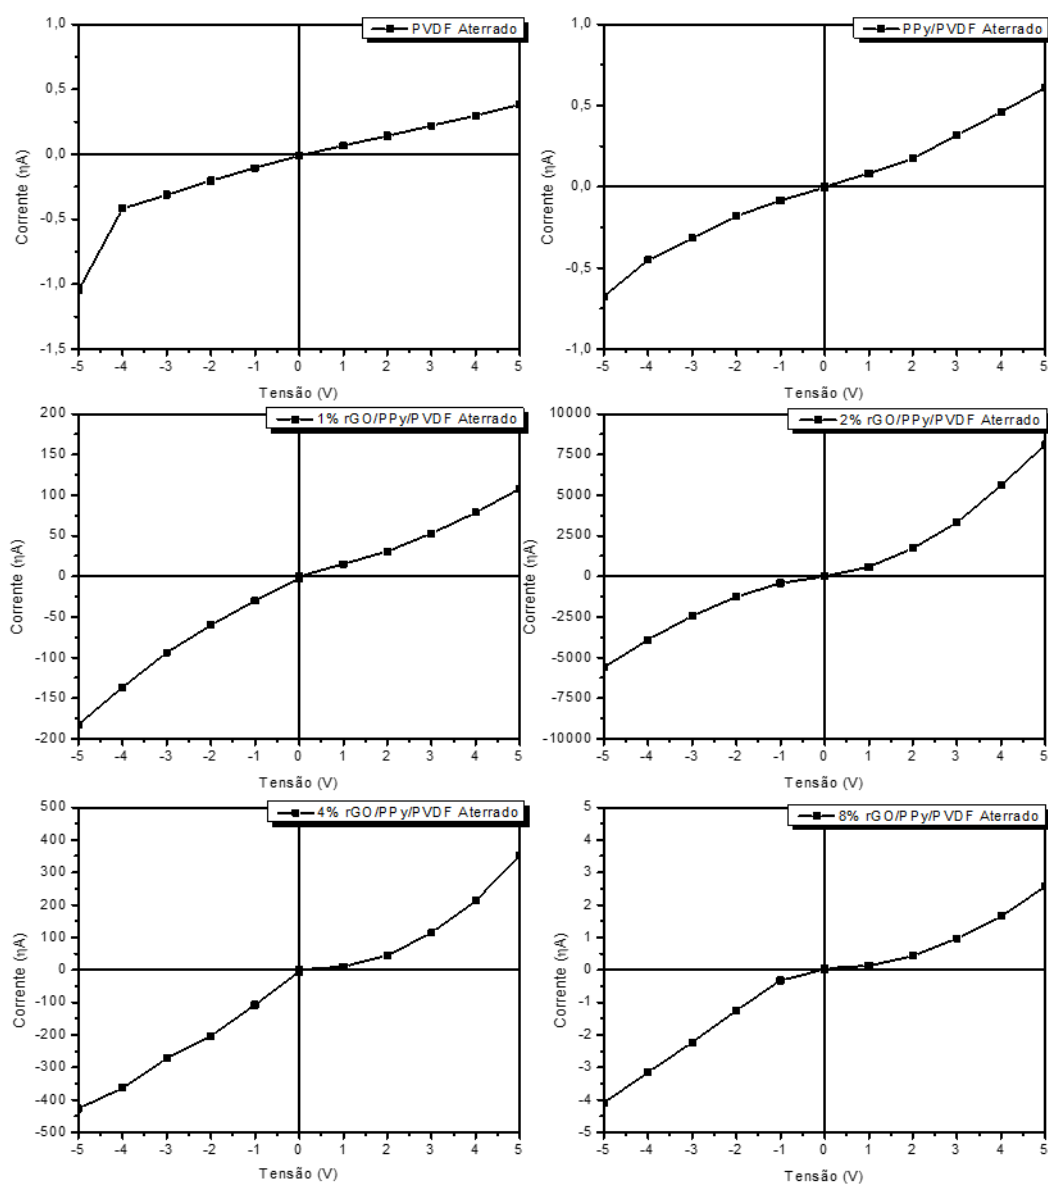 PVDF Aterrado
1,0
0,5
0,0
-0,5
-1,0
-1,5
Corrente (ηA)
-5 -4 -3 -2 -1 0 1 2 3 4 5
Tensão (V)
PPy/PVDF Aterrado
1,0
0,5
0,0
-0,5
-1,0
Corrente (ηA)
-5 -4 -3 -2 -1 0 1 2 3 4 5
Tensão (V)
1% rGO/PPy/PVDF Aterrado
200
150
100
50
0
-50
-100
-150
-200
Corrente (ηA)
-5 -4 -3 -2 -1 0 1 2 3 4 5
Tensão (V)
2% rGO/PPy/PVDF Aterrado
10000
7500
5000
2500
0
-2500
-5000
-7500
-10000
Corrente (ηA)
-5 -4 -3 -2 -1 0 1 2 3 4 5
Tensão (V)
4% rGO/PPy/PVDF Aterrado
500
400
300
200
100
0
-100
-200
-300
-400
-500
Corrente (ηA)
-5 -4 -3 -2 -1 0 1 2 3 4 5
Tensão (V)
8% rGO/PPy/PVDF Aterrado
5
4
3
2
1
0
-1
-2
-3
-4
-5
Corrente (ηA)
-5 -4 -3 -2 -1 0 1 2 3 4 5
Tensão (V)